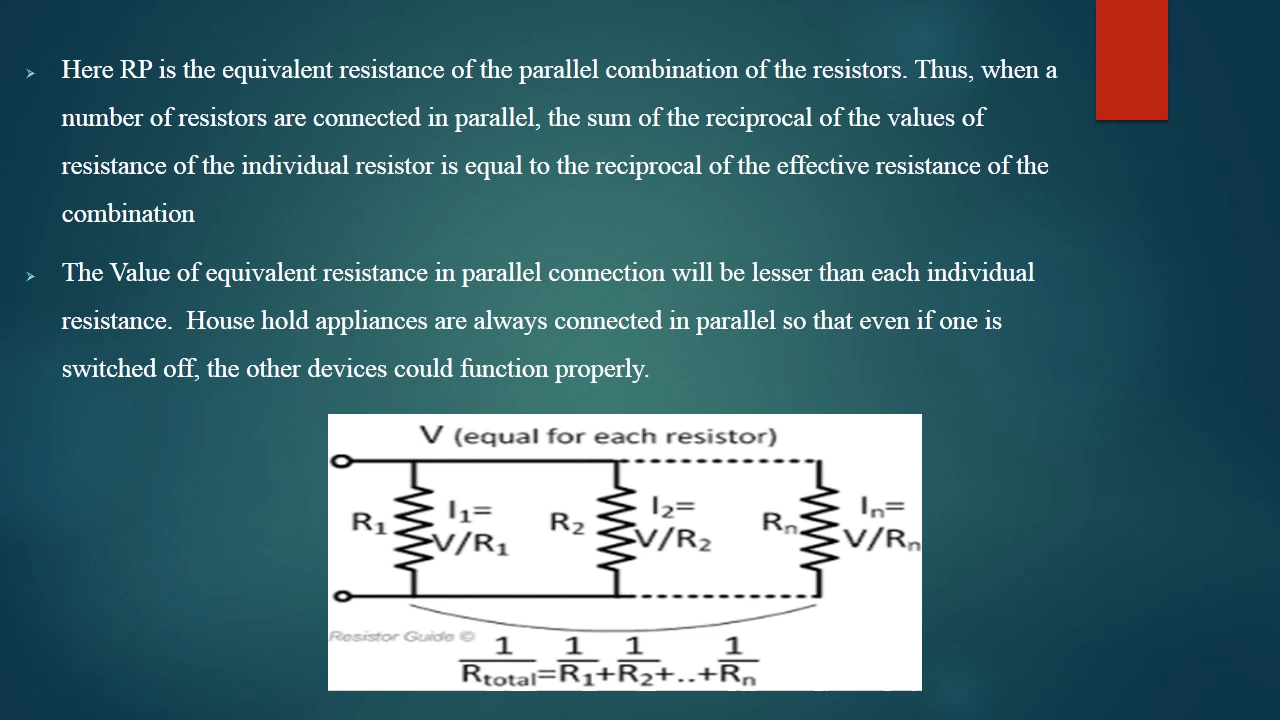 Here RP is the equivalent resistance of the parallel combination of the resistors. Thus, when a
number of resistors are connected in parallel, the sum of the reciprocal of the values of
resistance of the individual resistor is equal to the reciprocal of the effective resistance of the
combination
The Value of equivalent resistance in parallel connection will be lesser than each individual
resistance.  House hold appliances are always connected in parallel so that even if one is
switched off, the other devices could function properly.
V (equal for each resistor)
R₁ I₁= V/R₁
R₂ I₂= V/R₂
Rₙ Iₙ= V/Rₙ
Resistor Guide ©
1/Rtotal=1/R₁+1/R₂+..+1/Rₙ